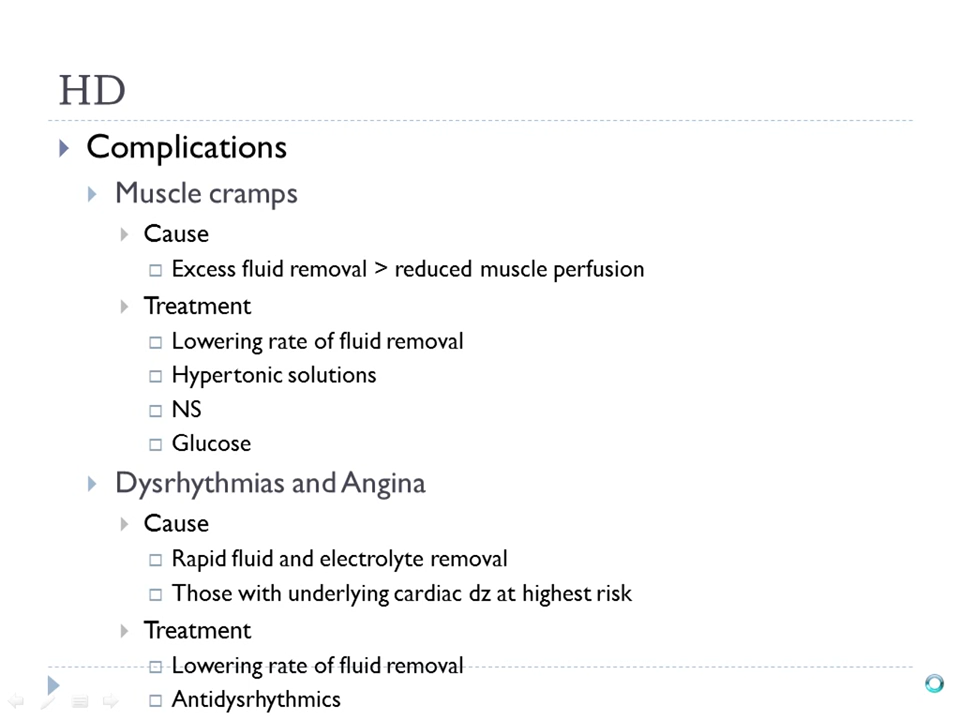 HD
Complications
Muscle cramps
Cause
Excess fluid removal > reduced muscle perfusion
Treatment
Lowering rate of fluid removal
Hypertonic solutions
NS
Glucose
Dysrhythmias and Angina
Cause
Rapid fluid and electrolyte removal
Those with underlying cardiac dz at highest risk
Treatment
Lowering rate of fluid removal
Antidysrhythmics